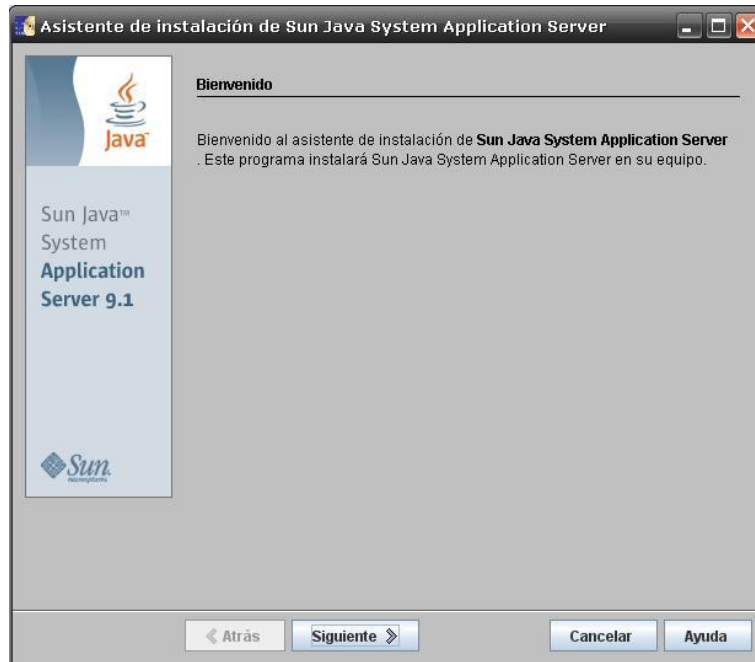 Asistente de instalación de Sun Java System Application Server
Java™
Sun Java™
System
Application
Server 9.1
Sun
microsystems
Bienvenido
Bienvenido al asistente de instalación de Sun Java System Application Server
. Este programa instalará Sun Java System Application Server en su equipo.
Atrás
Siguiente
Cancelar
Ayuda